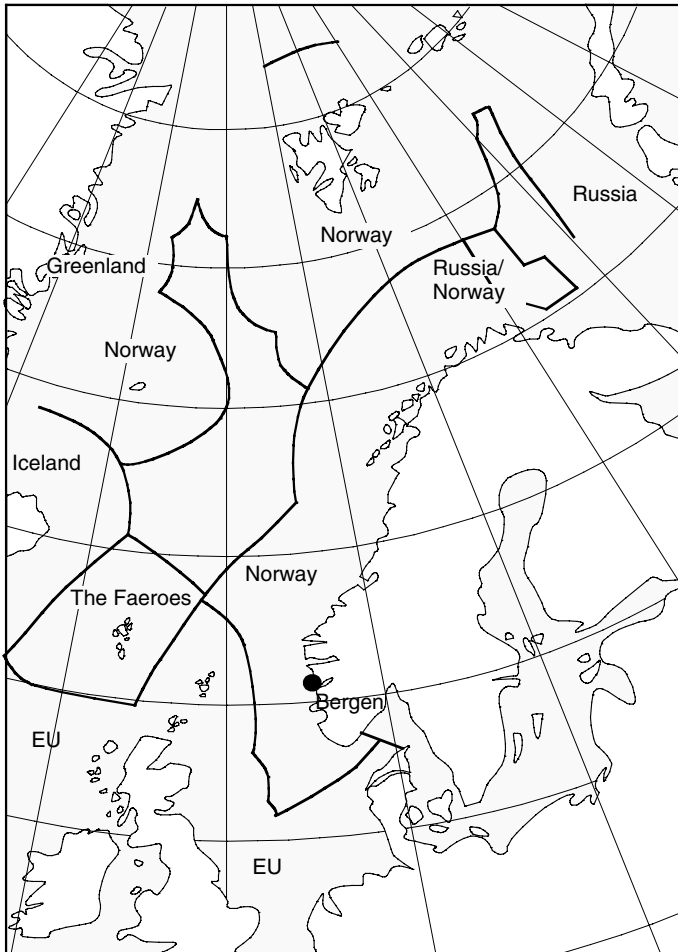 Russia
Norway
Greenland
Russia/
Norway
Norway
Iceland
Norway
The Faeroes
Bergen
EU
EU